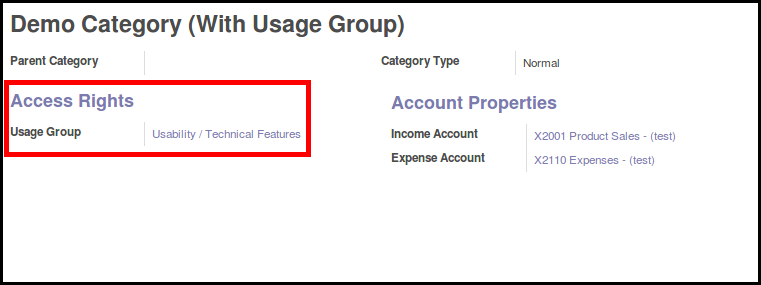 Demo Category (With Usage Group)
Parent Category
Category Type Normal
Access Rights
Usage Group Usability / Technical Features
Account Properties
Income Account X2001 Product Sales - (test)
Expense Account X2110 Expenses - (test)